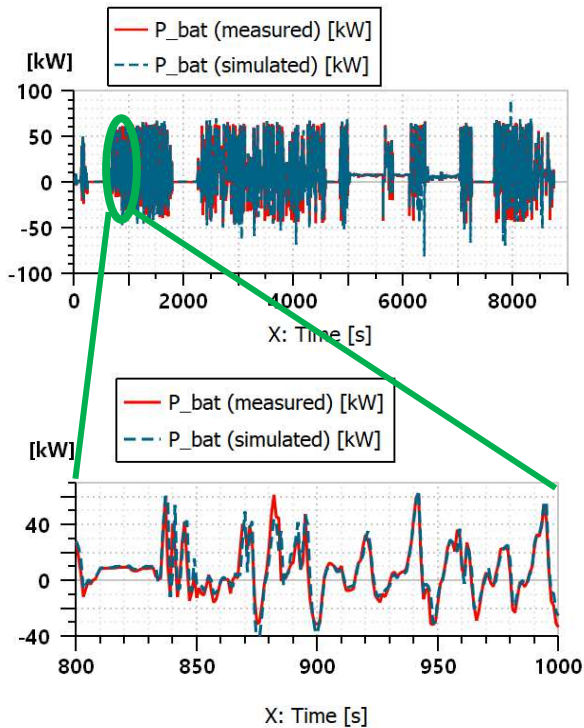 P_bat (measured) [kW]
P_bat (simulated) [kW]
[kW]
100
50
0
-50
-100
0 2000 4000 6000 8000
X: Time [s]
P_bat (measured) [kW]
P_bat (simulated) [kW]
[kW]
40
0
-40
800 850 900 950 1000
X: Time [s]